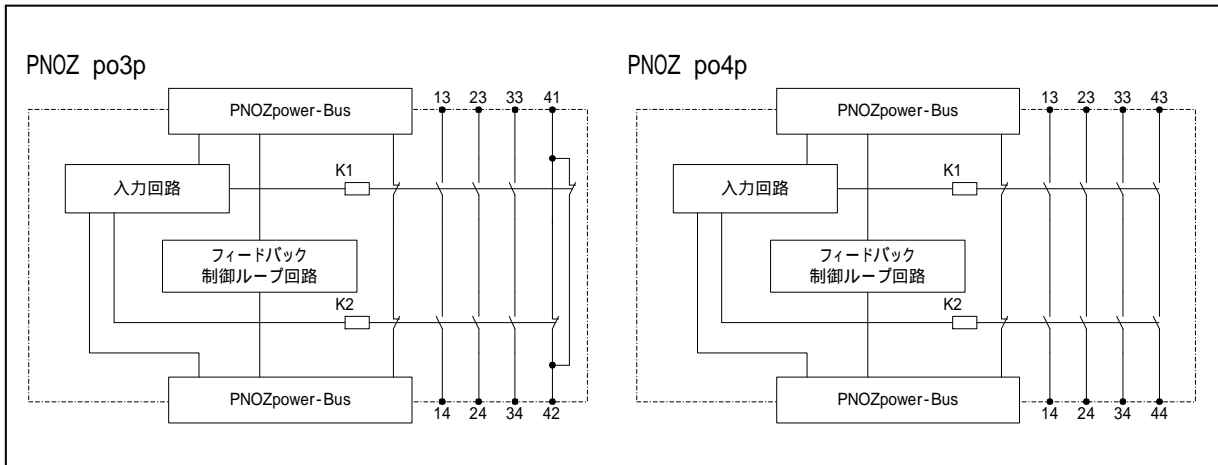 PNOZ po3p
PNOZpower-Bus
13 23 33 41
入力回路
K1
フィードバック
制御ループ回路
K2
PNOZpower-Bus
14 24 34 42
PNOZ po4p
PNOZpower-Bus
13 23 33 43
入力回路
K1
フィードバック
制御ループ回路
K2
PNOZpower-Bus
14 24 34 44